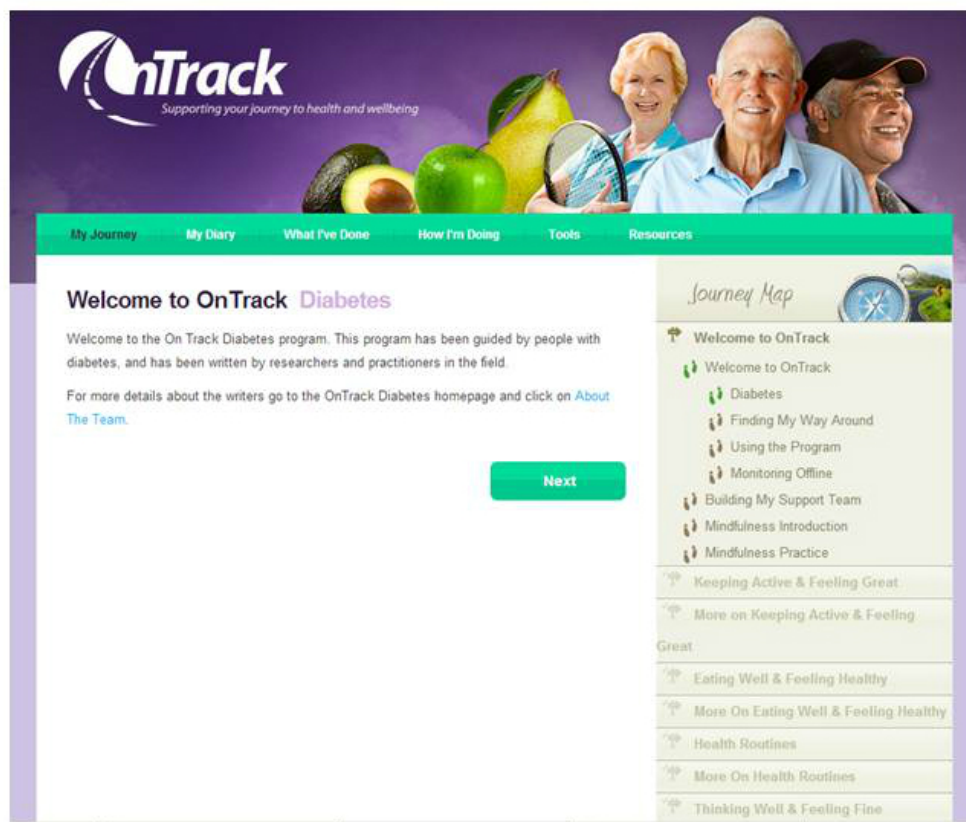 OnTrack
Supporting your journey to health and wellbeing
My Journey My Diary What I've Done How I'm Doing Tools Resources
Welcome to OnTrack Diabetes
Welcome to the On Track Diabetes program. This program has been guided by people with
diabetes, and has been written by researchers and practitioners in the field.
For more details about the writers go to the OnTrack Diabetes homepage and click on About
The Team.
Next
Journey Map
Welcome to OnTrack
Welcome to OnTrack
Diabetes
Finding My Way Around
Using the Program
Monitoring Offline
Building My Support Team
Mindfulness Introduction
Mindfulness Practice
Keeping Active & Feeling Great
More on Keeping Active & Feeling
Great
Eating Well & Feeling Healthy
More On Eating Well & Feeling Healthy
Health Routines
More On Health Routines
Thinking Well & Feeling Fine